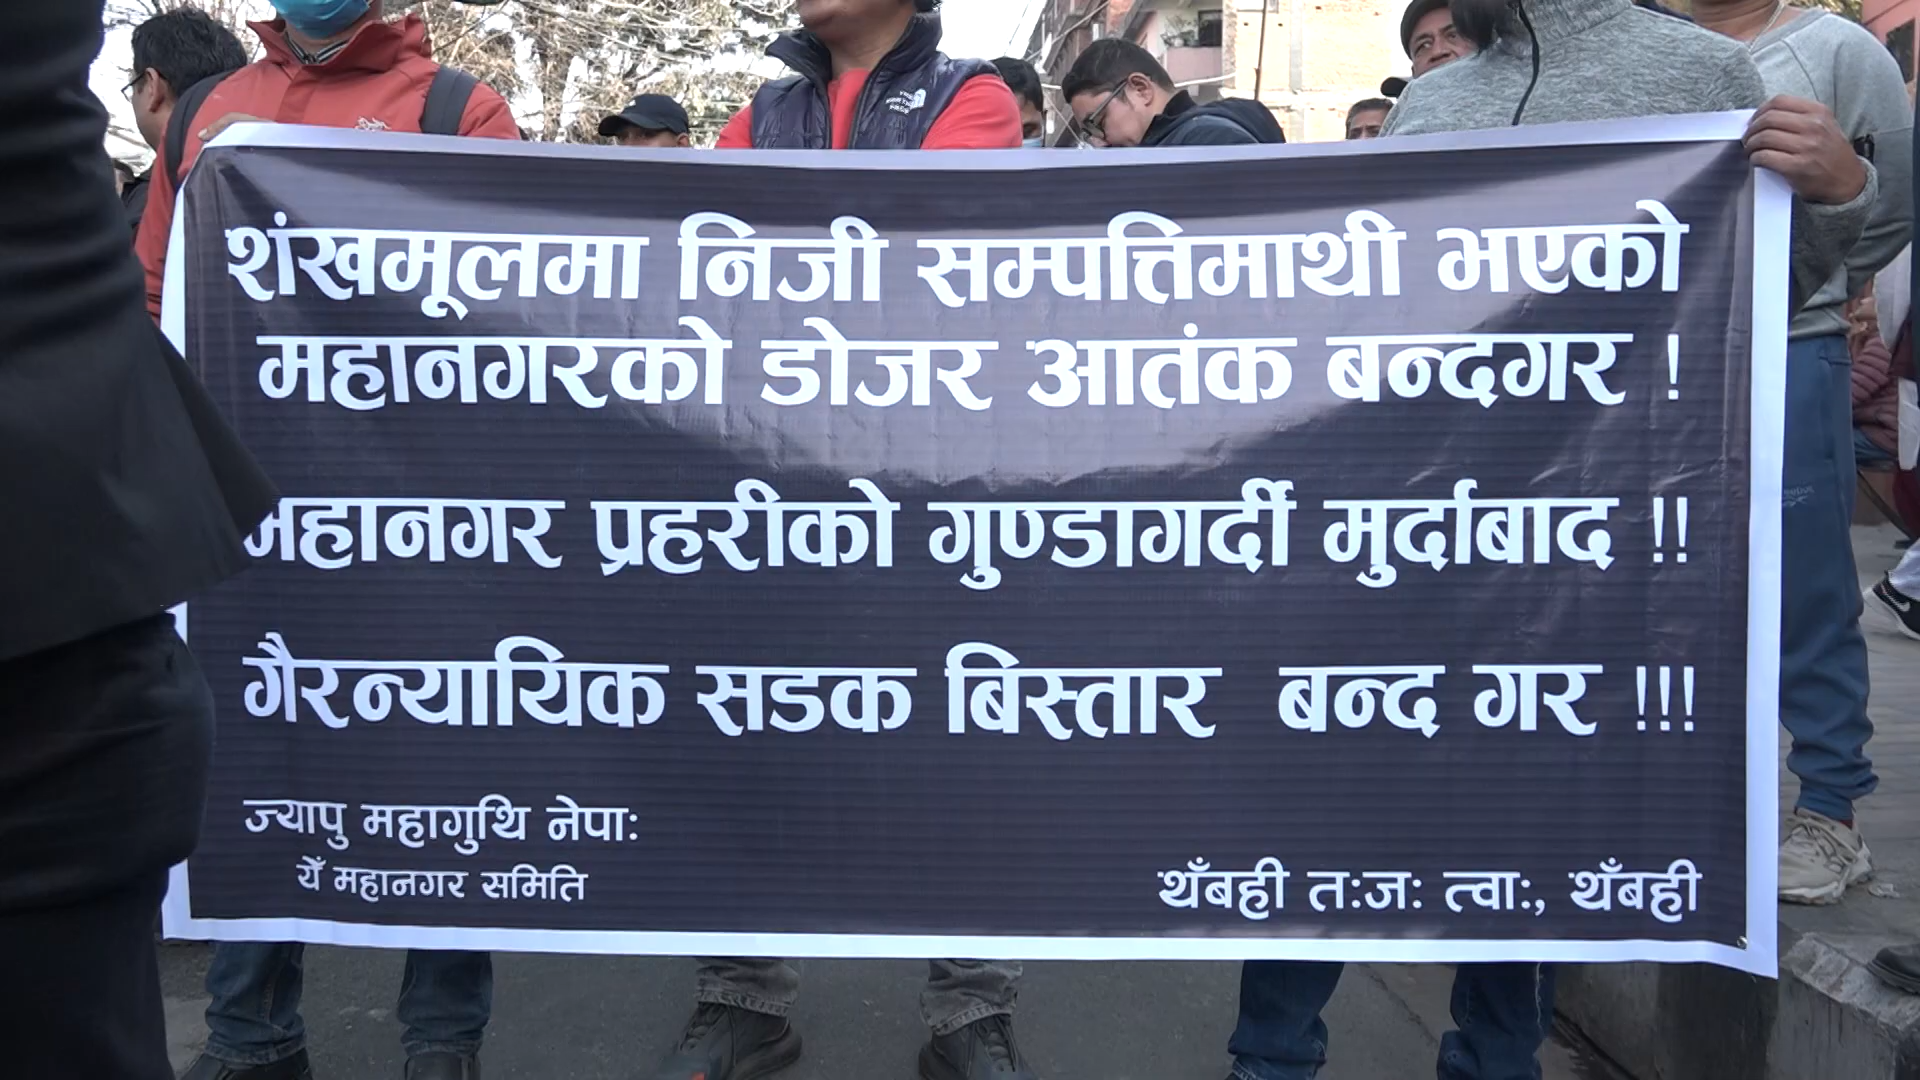 शंखमूलमा निजी सम्पत्तिमाथी भएको
महानगरको डोजर आतंक बन्दगर !
महानगर प्रहरीको गुण्डागर्दी मुर्दाबाद !!
गैरन्यायिक सडक बिस्तार बन्द गर !!!
ज्यापु महागुथि नेपाः
येँ महानगर समिति
थँबही तःजः त्वाः, थँबही